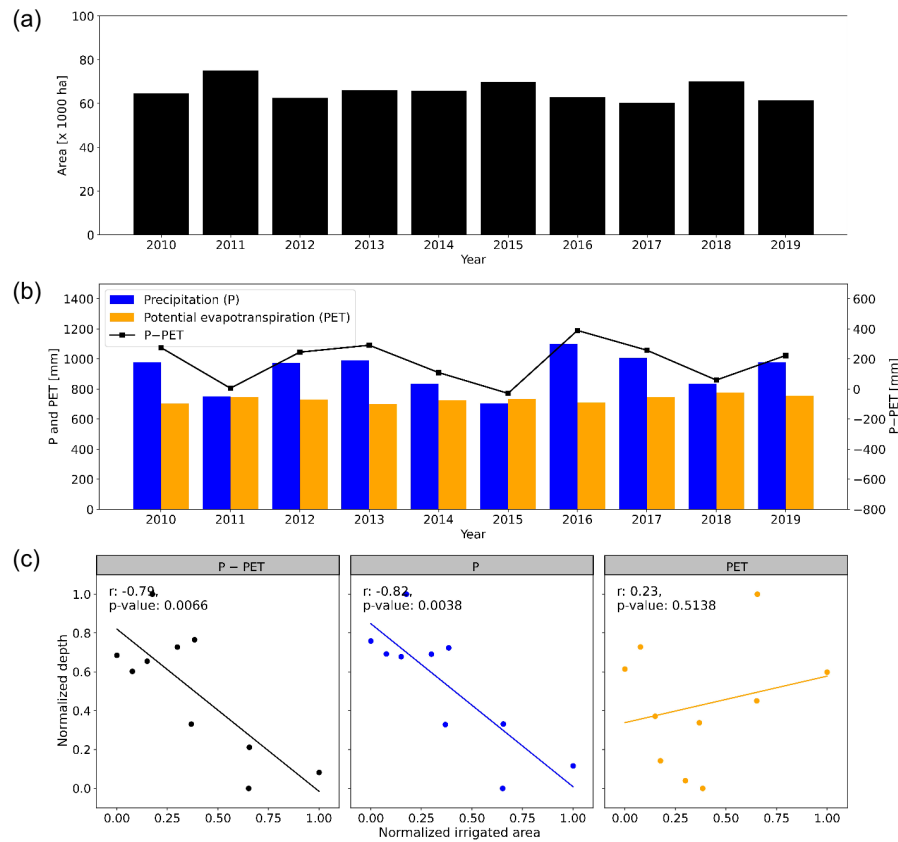 (a)
100
80
60
40
20
0
Area [x 1000 ha]
2010 2011 2012 2013 2014 2015 2016 2017 2018 2019
Year
(b)
Precipitation (P)
Potential evapotranspiration (PET)
P−PET
1400
1200
1000
800
600
400
200
0
P and PET [mm]
600
400
200
0
−200
−400
−600
−800
P−PET [mm]
2010 2011 2012 2013 2014 2015 2016 2017 2018 2019
Year
(c)
P − PET
P
PET
r: -0.79,
p-value: 0.0066
r: -0.82,
p-value: 0.0038
r: 0.23,
p-value: 0.5138
1.0
0.8
0.6
0.4
0.2
0.0
Normalized depth
0.00 0.25 0.50 0.75 1.00
0.00 0.25 0.50 0.75 1.00
0.00 0.25 0.50 0.75 1.00
Normalized irrigated area